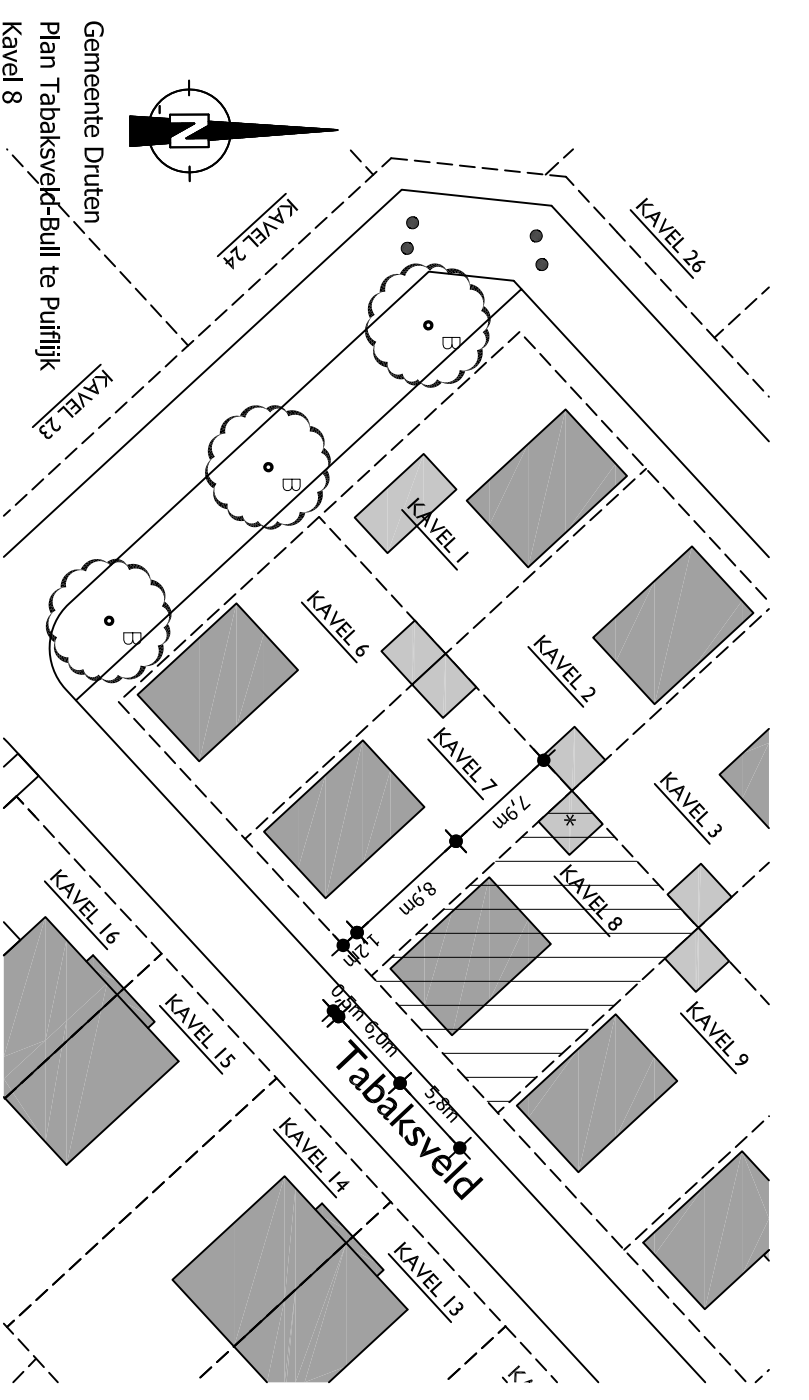 Gemeente Druten
Plan Tabaksveld-Bull te Puiflijk
Kavel 8
N
KAVEL 24
KAVEL 26
KAVEL 23
B
B
B
KAVEL 1
KAVEL 6
KAVEL 2
KAVEL 7
KAVEL 3
7,9m
*
KAVEL 8
8,9m
1,2m
KAVEL 16
KAVEL 15
KAVEL 9
0,5m
6,0m
5,8m
Tabaksveld
KAVEL 14
KAVEL 13